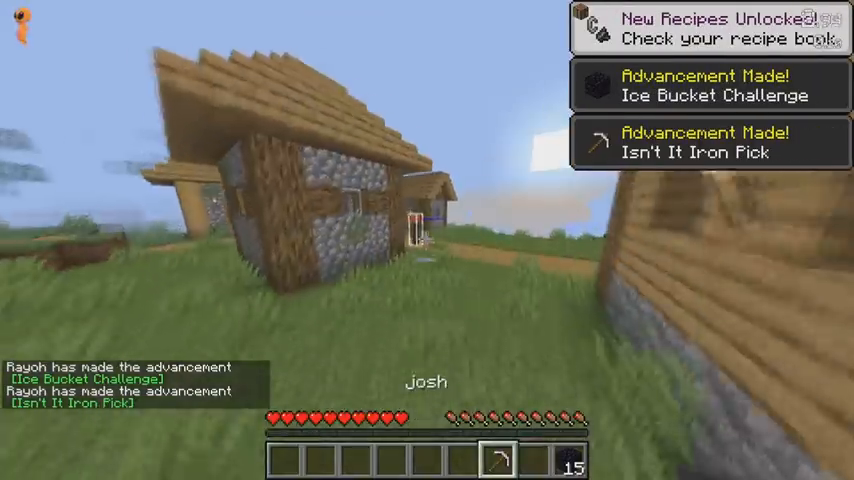 New Recipes Unlocked!
Check your recipe book
Advancement Made!
Ice Bucket Challenge
Advancement Made!
Isn't It Iron Pick
Rayoh has made the advancement
[Ice Bucket Challenge]
Rayoh has made the advancement
[Isn't It Iron Pick]
josh
15